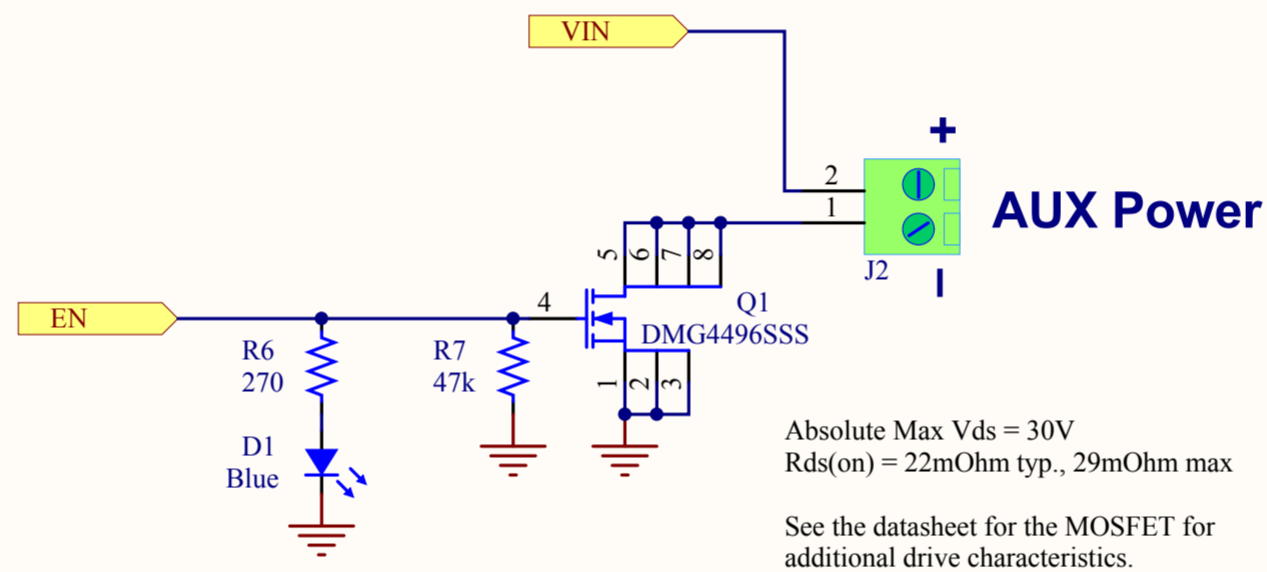 VIN
+
2
1
AUX Power
J2
-
5
6
7
8
4
Q1
DMG4496SSS
EN
R6
270
R7
47k
1
2
3
D1
Blue
Absolute Max Vds = 30V
Rds(on) = 22mOhm typ., 29mOhm max
See the datasheet for the MOSFET for
additional drive characteristics.